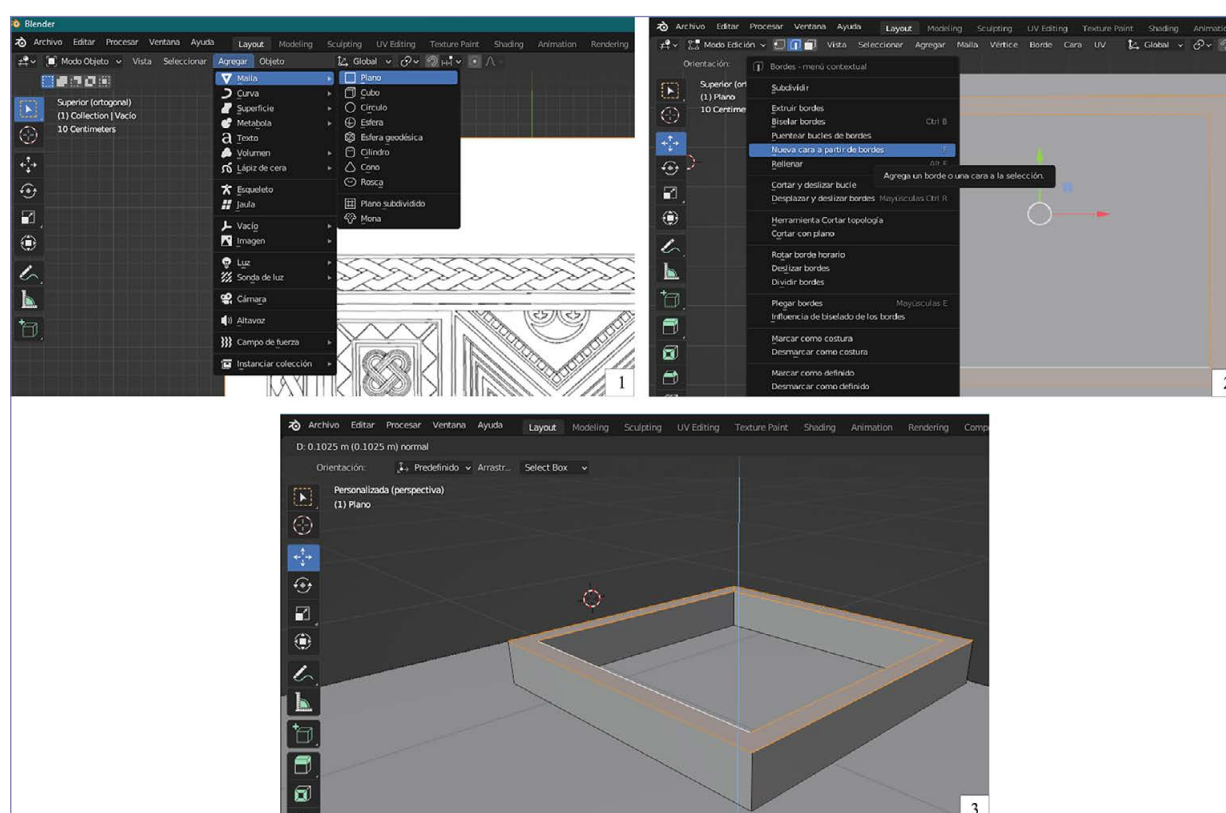 Blender
Archivo Editar Procesar Ventana Ayuda Layout Modeling Sculpting UV Editing Texture Paint Shading Animation Rendering
Modo Objeto Vista Seleccionar Agregar Objeto Global
Superior (ortogonal)
(1) Collection | Vacío
10 Centimeters
Malla
Curva
Superficie
Metabola
Texto
Volumen
Lápiz de cera
Esqueleto
Jaula
Vacío
Imagen
Luz
Sonda de luz
Cámara
Altavoz
Campo de fuerza
Instanciar colección
Plano
Cubo
Círculo
Esfera
Esfera geodésica
Cilindro
Cono
Rosca
Plano subdividido
Mona
1
Archivo Editar Procesar Ventana Ayuda Layout Modeling Sculpting UV Editing Texture Paint Shading
Modo Edición Vista Seleccionar Agregar Malla Vértice Borde Cara UV Global
Orientación:
Superior
(1) Plano
10
Bordes - menú contextual
Subdividir
Extruir bordes
Biselar bordes Ctrl B
Puentear bucles de bordes
Nueva cara a partir de bordes F
Rellenar Alt F
Agrega un borde o una cara a la selección.
Cortar y deslizar bucle
Desplazar y deslizar bordes Mayúsculas Ctrl R
Herramienta Cortar topología
Cortar con plano
Rotar borde horario
Deslizar bordes
Dividir bordes
Plegar bordes Mayúsculas E
Influencia de biselado de los bordes
Marcar como costura
Desmarcar como costura
Marcar como definido
Desmarcar como definido
2
Archivo Editar Procesar Ventana Ayuda Layout Modeling Sculpting UV Editing Texture Paint Shading Animation Rendering
D: 0.1025 m (0.1025 m) normal
Orientación: Predefinido Arrastr... Select Box
Personalizada (perspectiva)
(1) Plano
3